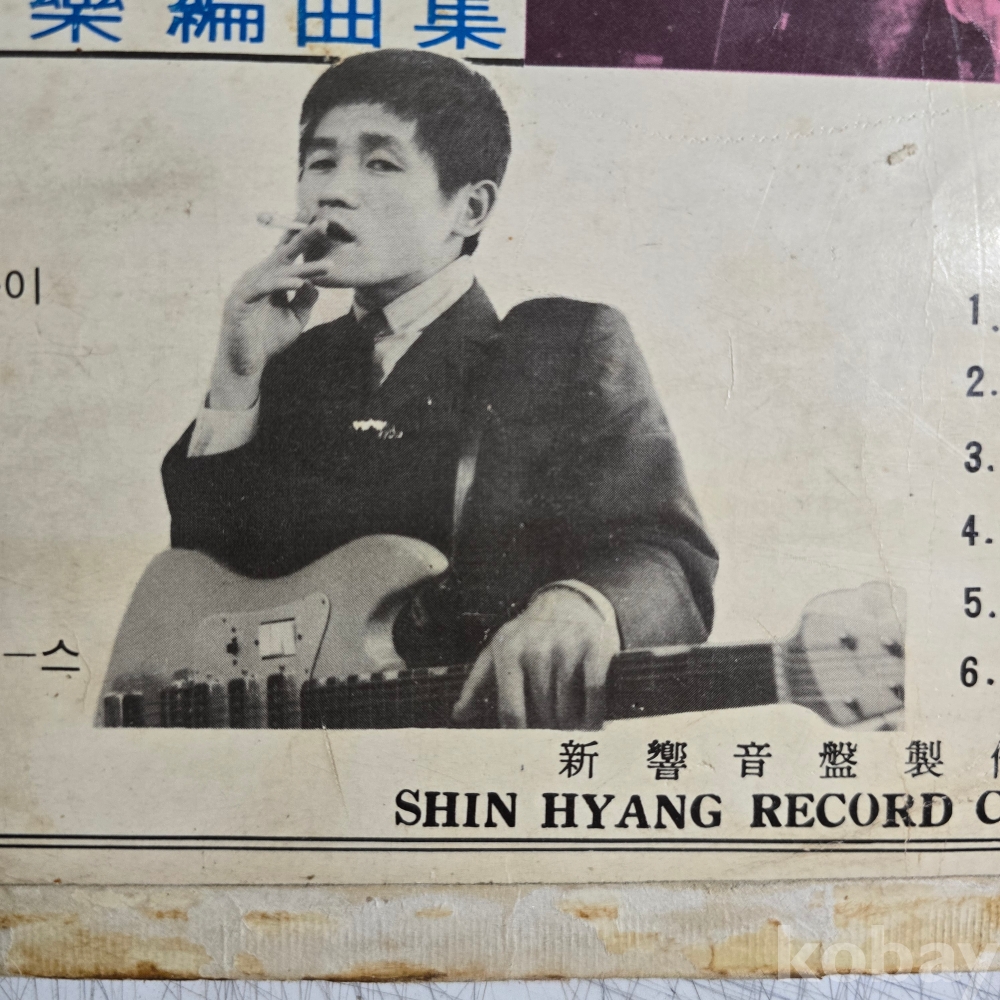 樂編曲集
이
1.
2.
3.
4.
5.
—스
6.
新響音盤製
SHIN HYANG RECORD C
kobay